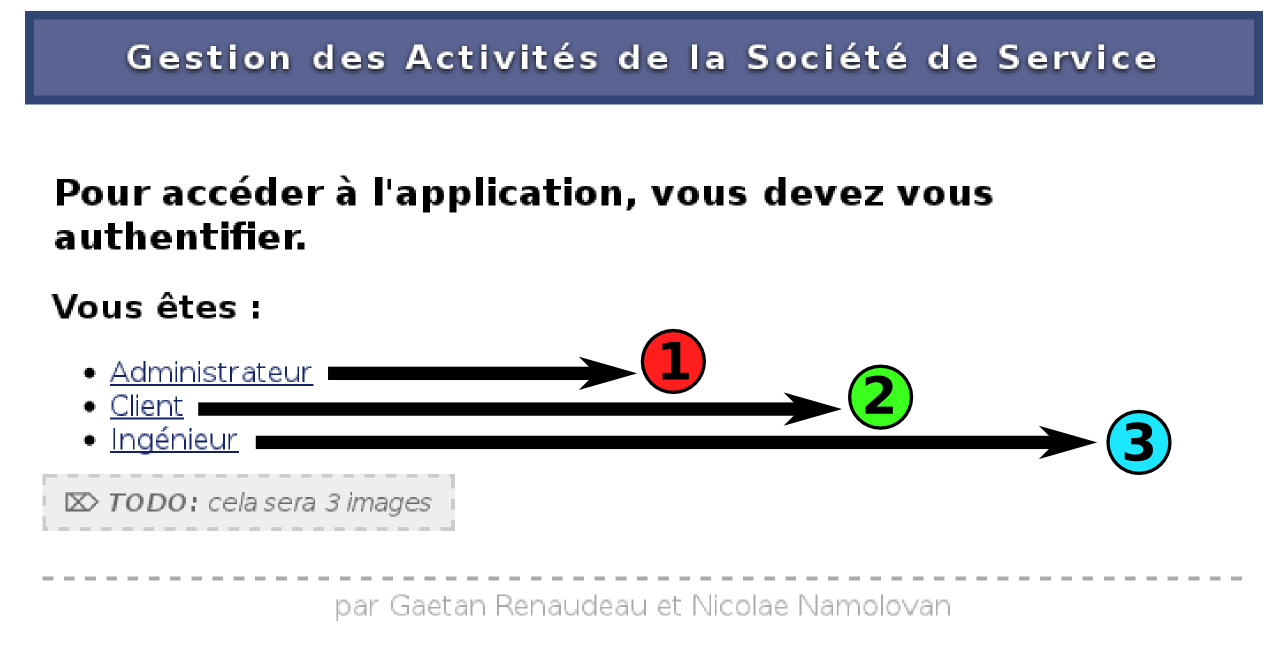 Gestion des Activités de la Société de Service
Pour accéder à l'application, vous devez vous
authentifier.
Vous êtes :
• Administrateur 1
• Client 2
• Ingénieur 3
⌦ TODO: cela sera 3 images
par Gaetan Renaudeau et Nicolae Namolovan